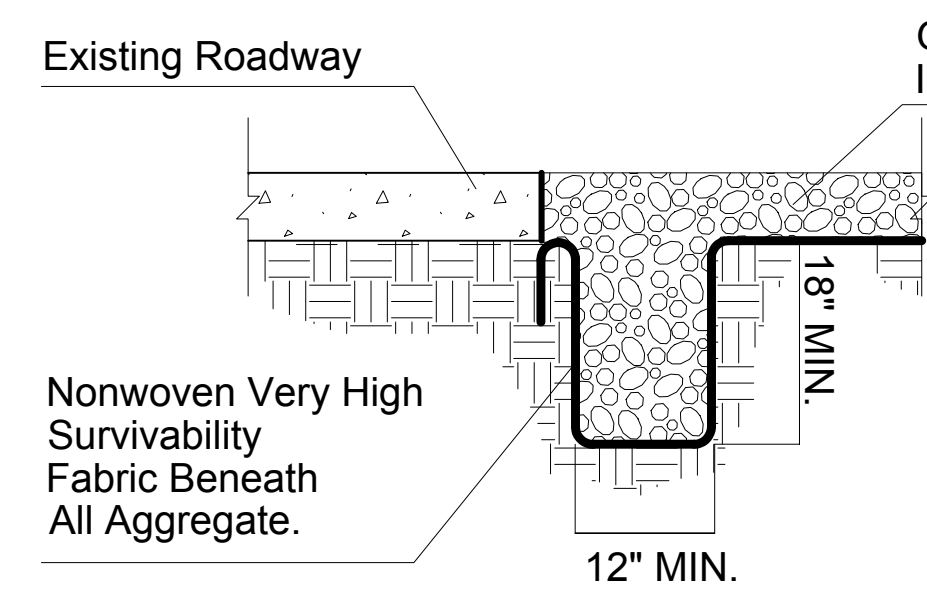 Existing Roadway
18" MIN.
Nonwoven Very High
Survivability
Fabric Beneath
All Aggregate.
12" MIN.